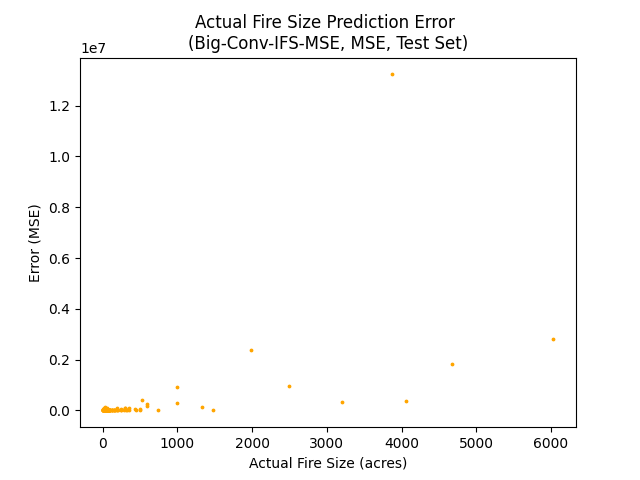 Actual Fire Size Prediction Error
(Big-Conv-IFS-MSE, MSE, Test Set)
1e7
1.2
1.0
0.8
0.6
0.4
0.2
0.0
Error (MSE)
0 1000 2000 3000 4000 5000 6000
Actual Fire Size (acres)